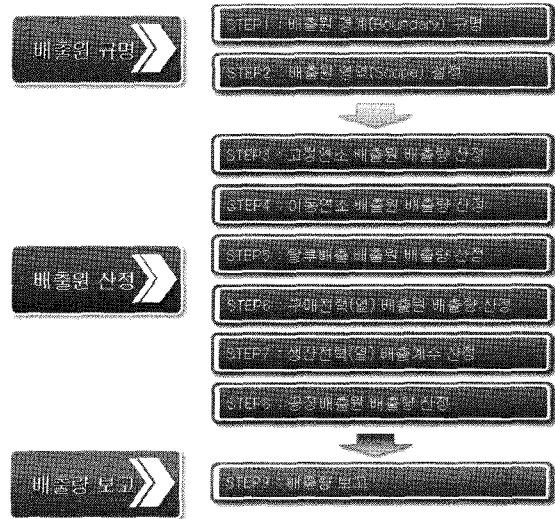 배출원 규명
STEP1 : 배출원 경계(Boundary) 규명
STEP2 : 배출원 영역(Scope) 설정
STEP3 : 고정연소 배출원 배출량 산정
STEP4 : 이동연소 배출원 배출량 산정
배출원 산정
STEP5 : 탈루배출 배출원 배출량 산정
STEP6 : 구매전력(열) 배출원 배출량 산정
STEP7 : 생산전력(열) 배출계수 산정
STEP8 : 공정배출원 배출량 산정
배출량 보고
STEP9 : 배출량 보고